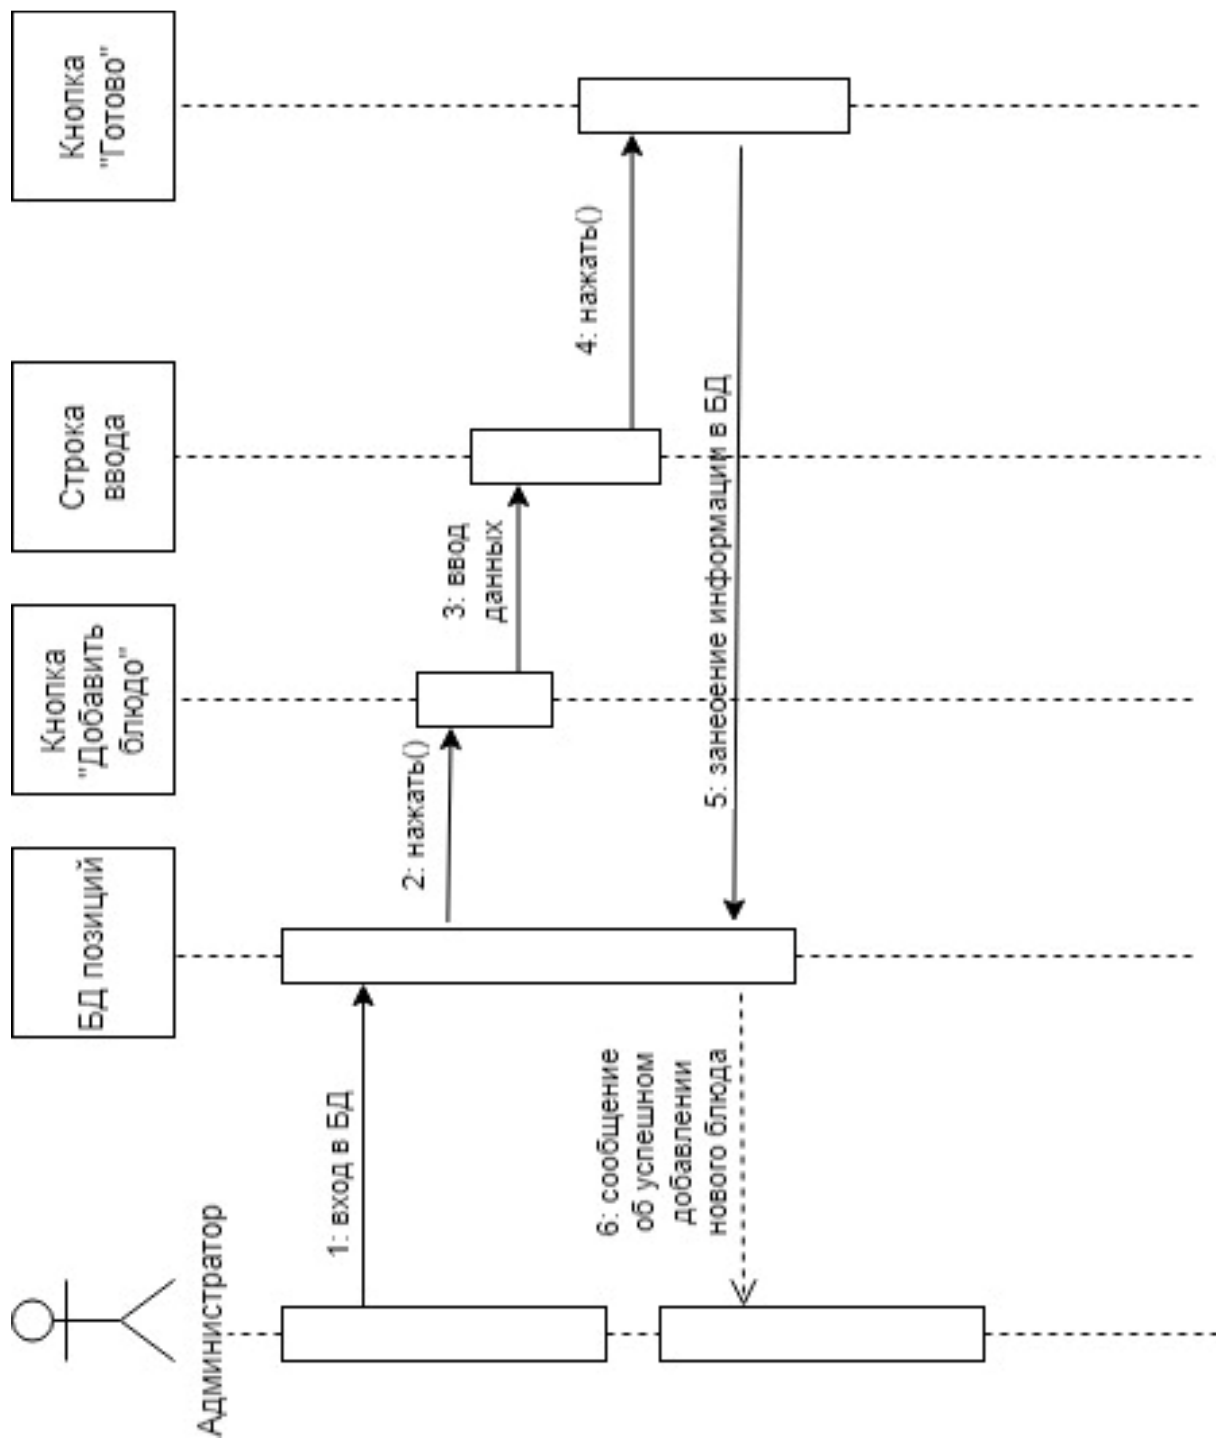 Администратор
БД позиций
Кнопка
"Добавить
блюдо"
Строка
ввода
Кнопка
"Готово"
1: вход в БД
2: нажать()
3: ввод
данных
4: нажать()
5: занесение информации в БД
6: сообщение
об успешном
добавлении
нового блюда